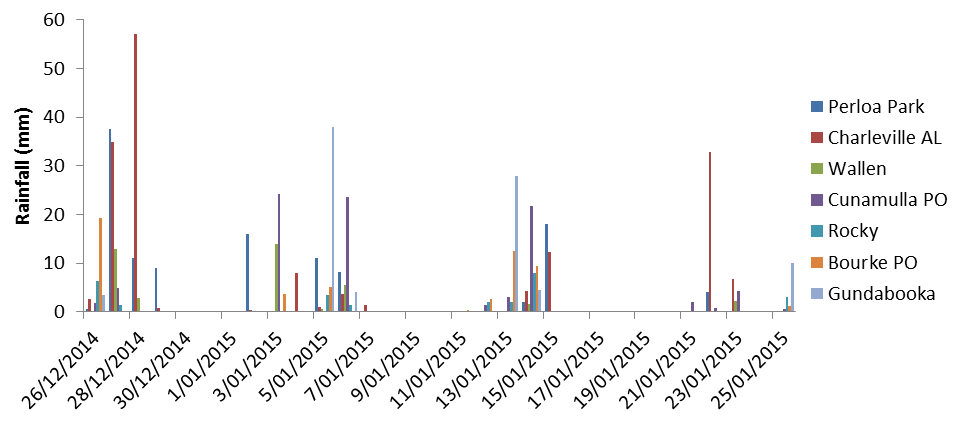 60
50
40
30
20
10
0
Rainfall (mm)
26/12/2014
28/12/2014
30/12/2014
1/01/2015
3/01/2015
5/01/2015
7/01/2015
9/01/2015
11/01/2015
13/01/2015
15/01/2015
17/01/2015
19/01/2015
21/01/2015
23/01/2015
25/01/2015
Perloa Park
Charleville AL
Wallen
Cunamulla PO
Rocky
Bourke PO
Gundabooka